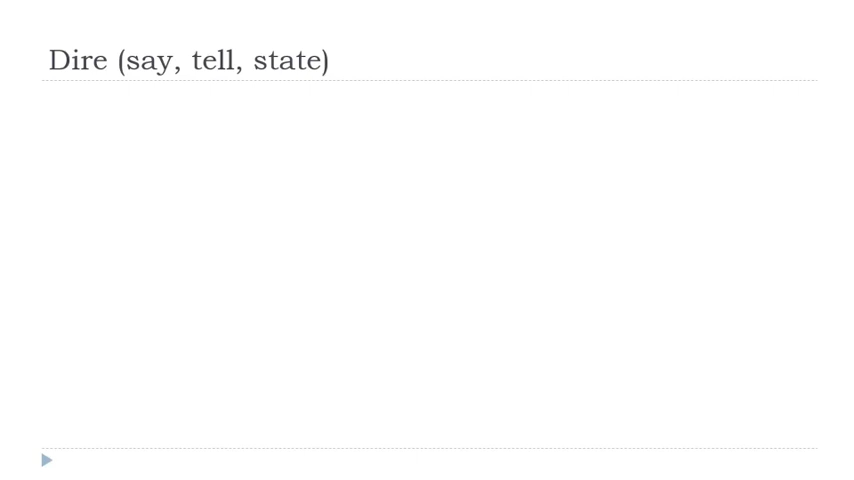 Dire (say, tell, state)